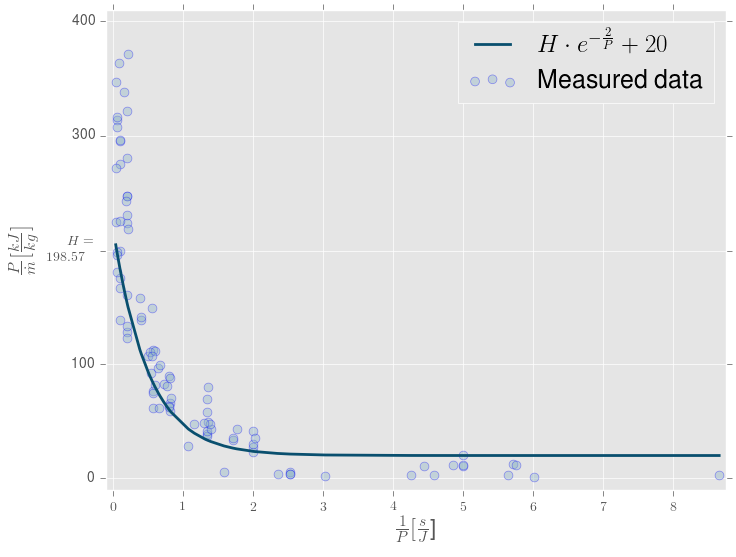 400
300
H =
198.57
100
0
P/ṁ [kJ/kg]
H · e^{-2/P} + 20
Measured data
0 1 2 3 4 5 6 7 8
1/P [s/J]